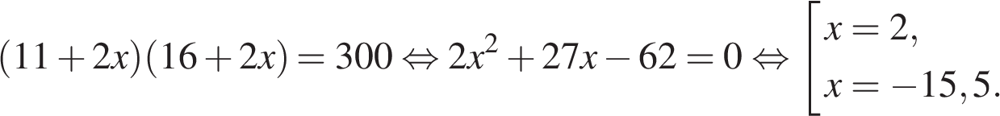 (11 + 2x)(16 + 2x) = 300 ⇔ 2x² + 27x − 62 = 0 ⇔ [ x = 2,
x = −15,5.